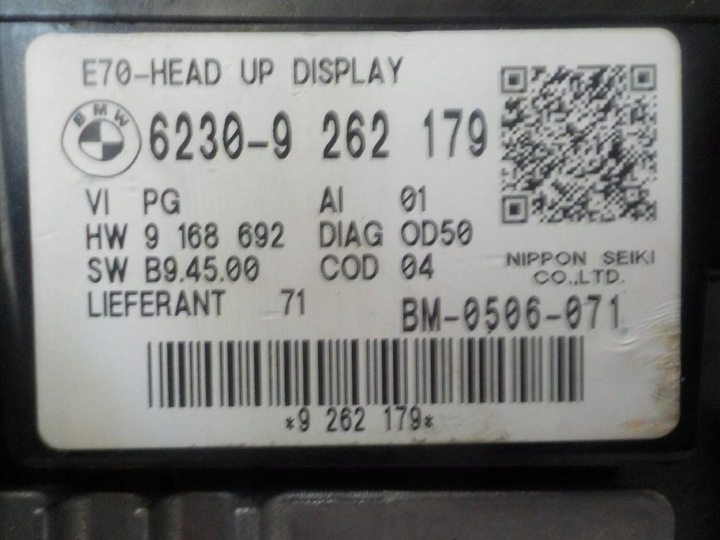 E70-HEAD UP DISPLAY
BMW
6230-9 262 179
VI PG AI 01
HW 9 168 692 DIAG OD50
SW B9.45.00 COD 04
NIPPON SEIKI
CO.,LTD.
LIEFERANT 71
BM-0506-071
*9 262 179*